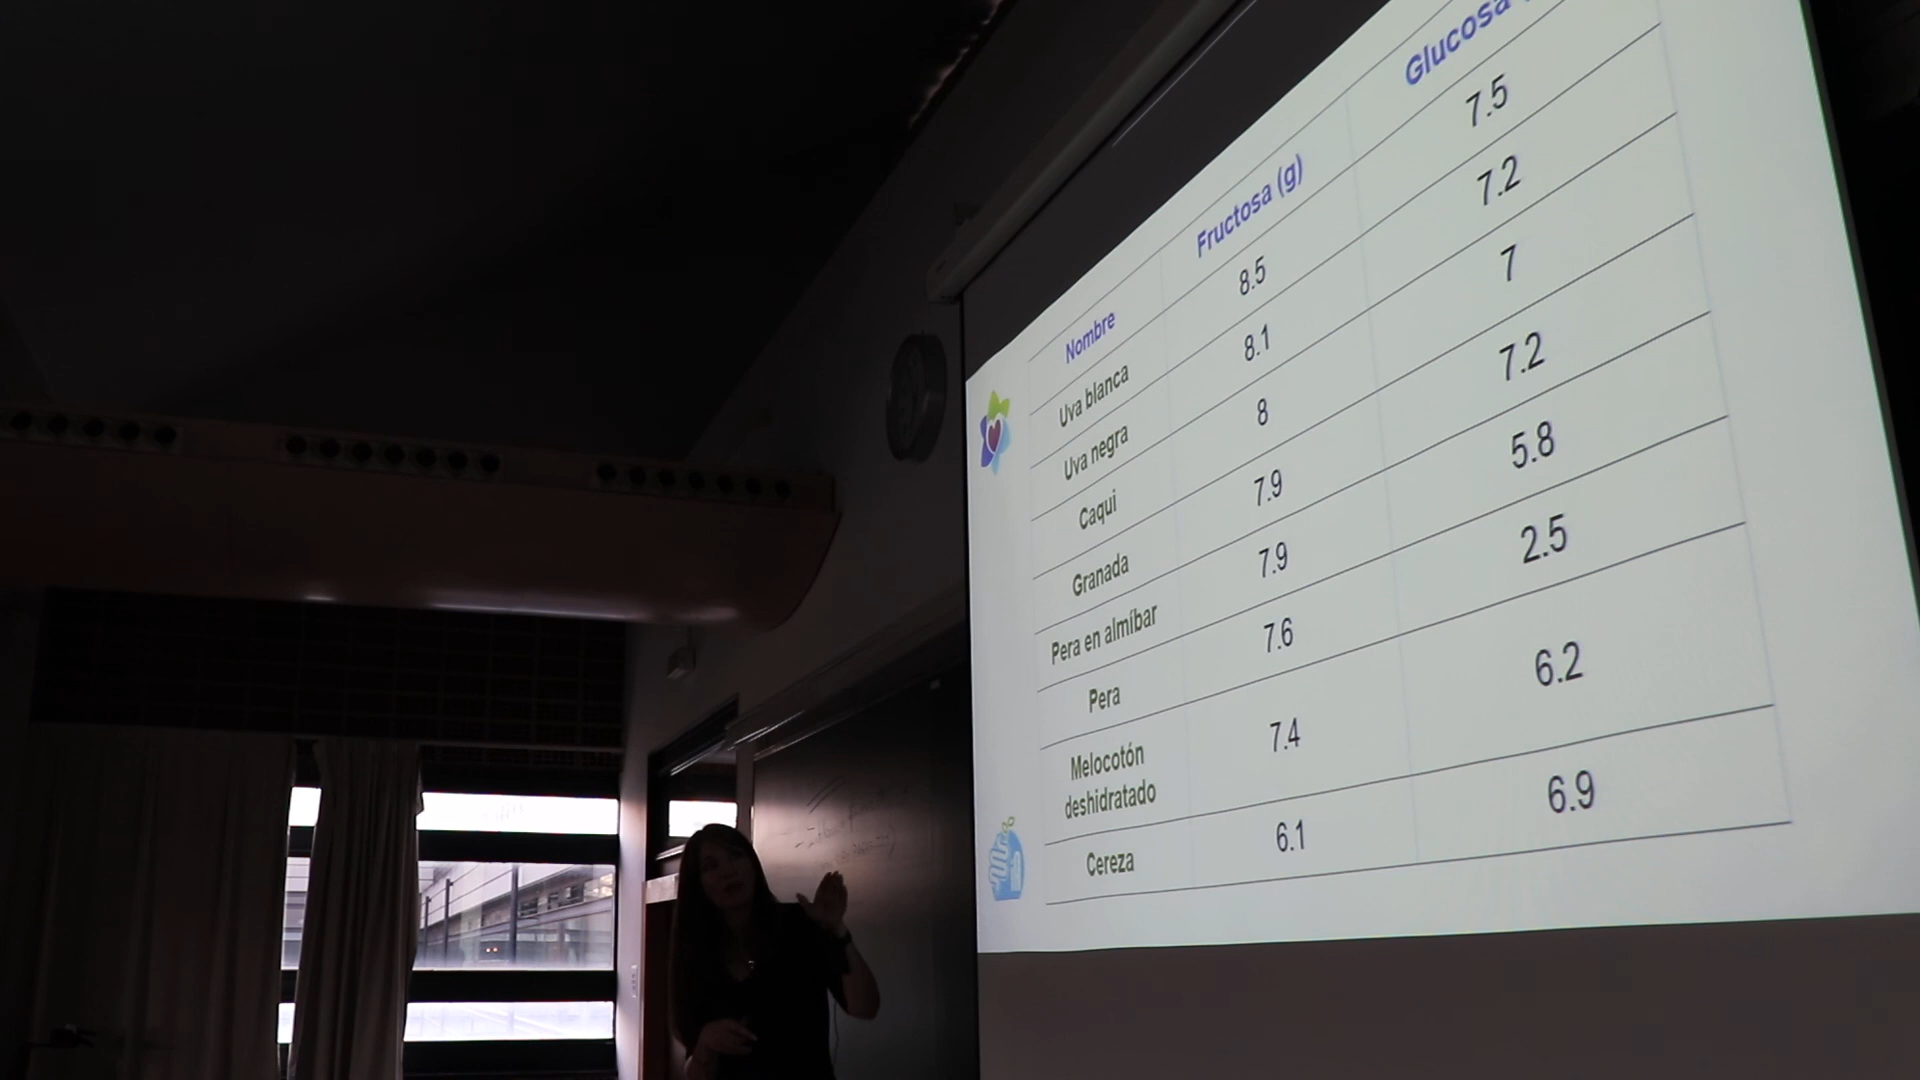 Nombre Fructosa (g) Glucosa
Uva blanca 8.5 7.5
Uva negra 8.1 7.2
Caqui 8 7
Granada 7.9 7.2
Pera en almíbar 7.9 5.8
Pera 7.6 2.5
Melocotón
deshidratado 7.4 6.2
Cereza 6.1 6.9